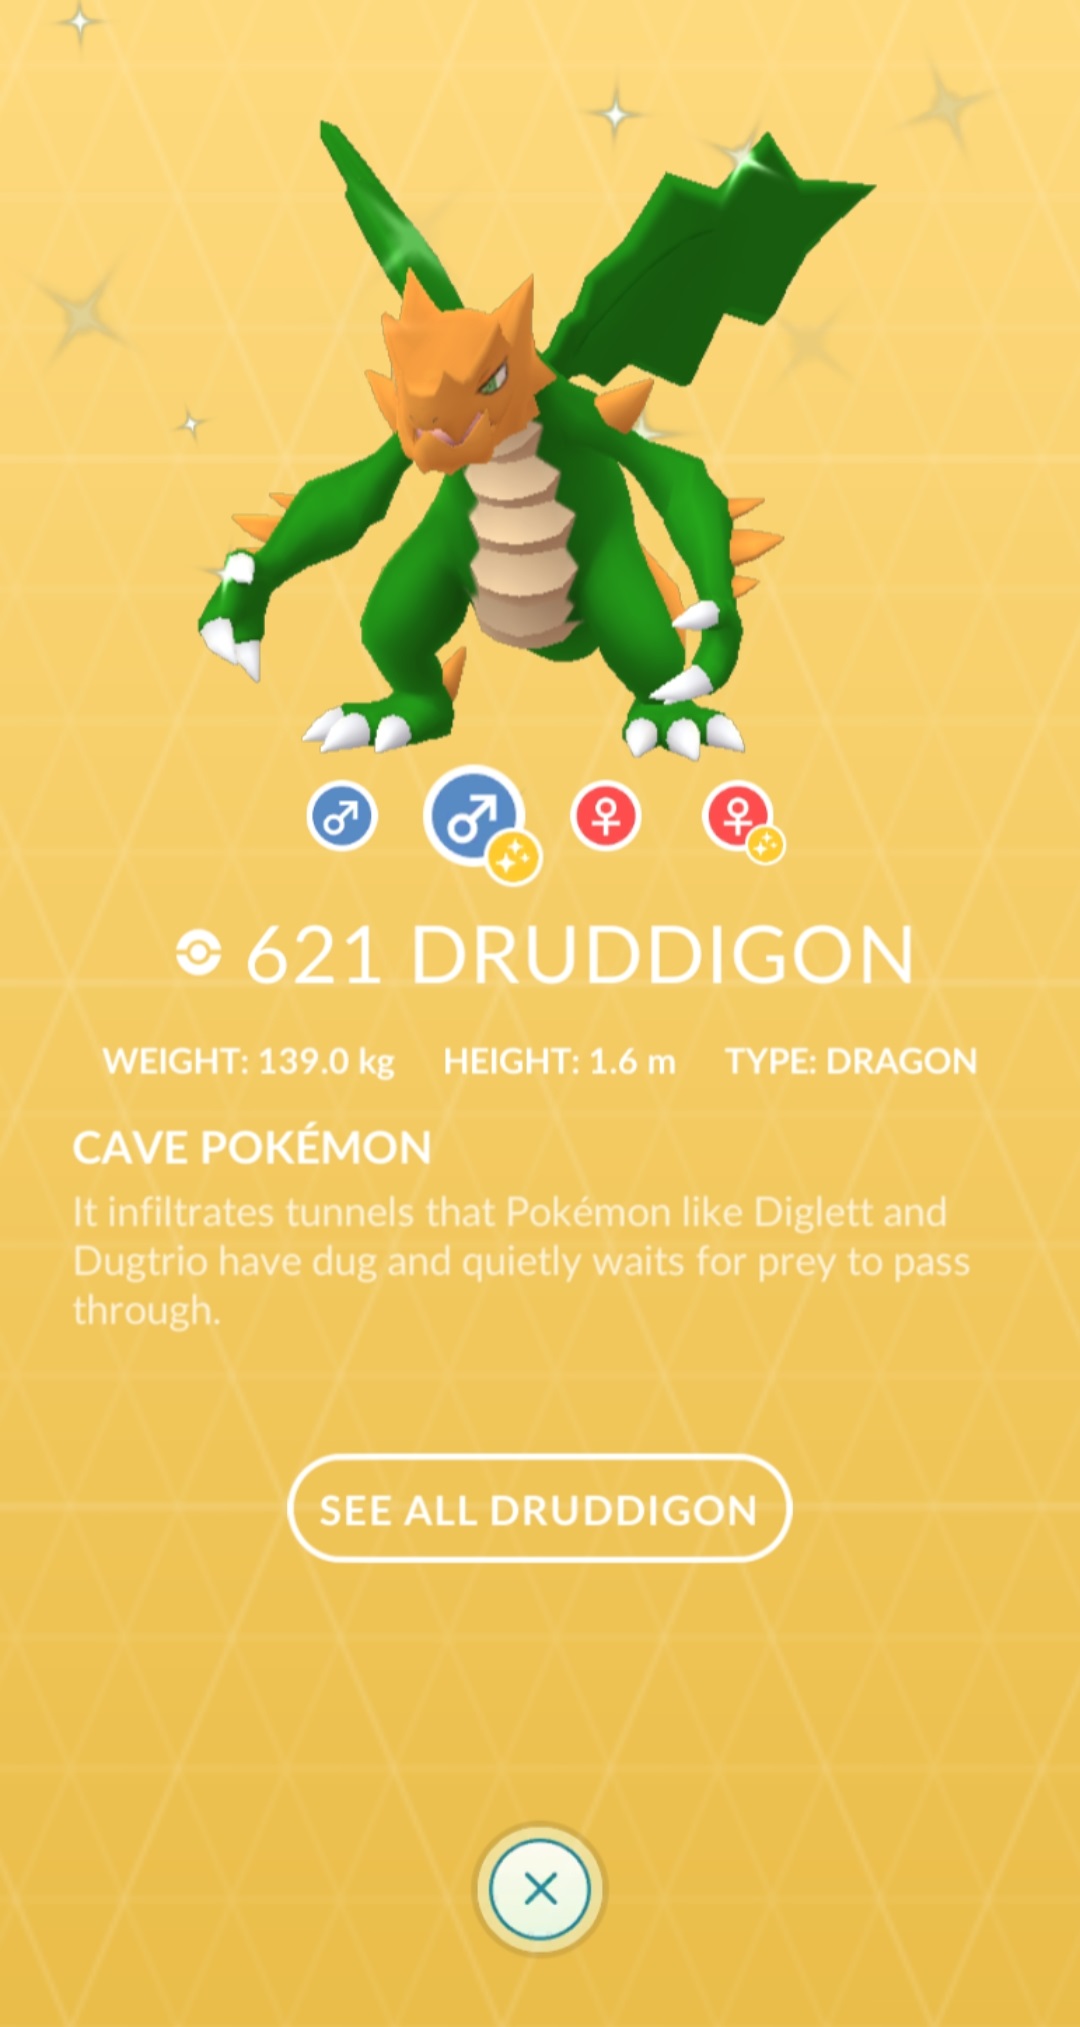 621 DRUDDIGON
WEIGHT: 139.0 kg HEIGHT: 1.6 m TYPE: DRAGON
CAVE POKÉMON
It infiltrates tunnels that Pokémon like Diglett and
Dugtrio have dug and quietly waits for prey to pass
through.
SEE ALL DRUDDIGON